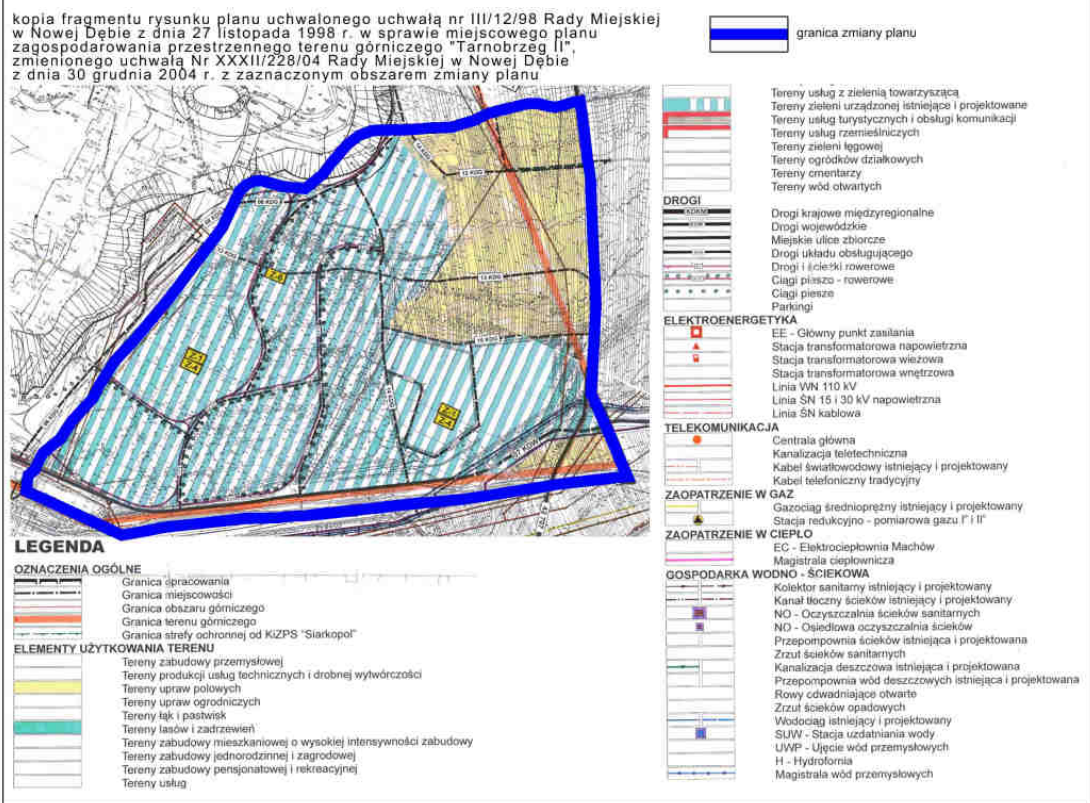 kopia fragmentu rysunku planu uchwalonego uchwałą nr III/12/98 Rady Miejskiej
w Nowej Dębie z dnia 27 listopada 1998 r. w sprawie miejscowego planu
zagospodarowania przestrzennego terenu górniczego "Tarnobrzeg II",
zmienionego uchwałą Nr XXXII/228/04 Rady Miejskiej w Nowej Dębie
z dnia 30 grudnia 2004 r. z zaznaczonym obszarem zmiany planu
granica zmiany planu
LEGENDA
OZNACZENIA OGÓLNE
Granica opracowania
Granica miejscowości
Granica obszaru górniczego
Granica terenu górniczego
Granica strefy ochronnej od KiZPS "Siarkopol"
ELEMENTY UŻYTKOWANIA TERENU
Tereny zabudowy przemysłowej
Tereny produkcji usług technicznych i drobnej wytwórczości
Tereny upraw polowych
Tereny upraw ogrodniczych
Tereny łąk i pastwisk
Tereny lasów i zadrzewień
Tereny zabudowy mieszkaniowej o wysokiej intensywności zabudowy
Tereny zabudowy jednorodzinnej i zagrodowej
Tereny zabudowy pensjonatowej i rekreacyjnej
Tereny usług
Tereny usług z zielenią towarzyszącą
Tereny zieleni urządzonej istniejące i projektowane
Tereny usług turystycznych i obsługi komunikacji
Tereny usług rzemieślniczych
Tereny zieleni łęgowej
Tereny ogródków działkowych
Tereny cmentarzy
Tereny wód otwartych
DROGI
Drogi krajowe międzyregionalne
Drogi wojewódzkie
Miejskie ulice zbiorcze
Drogi układu obsługującego
Drogi i ścieżki rowerowe
Ciągi pieszo - rowerowe
Ciągi piesze
Parkingi
ELEKTROENERGETYKA
EE - Główny punkt zasilania
Stacja transformatorowa napowietrzna
Stacja transformatorowa wieżowa
Stacja transformatorowa wnętrzowa
Linia WN 110 kV
Linia ŚN 15 i 30 kV napowietrzna
Linia ŚN kablowa
TELEKOMUNIKACJA
Centrala główna
Kanalizacja teletechniczna
Kabel światłowodowy istniejący i projektowany
Kabel telefoniczny tradycyjny
ZAOPATRZENIE W GAZ
Gazociąg średnioprężny istniejący i projektowany
Stacja redukcyjno - pomiarowa gazu I° i II°
ZAOPATRZENIE W CIEPŁO
EC - Elektrociepłownia Machów
Magistrala ciepłownicza
GOSPODARKA WODNO - ŚCIEKOWA
Kolektor sanitarny istniejący i projektowany
Kanał tłoczny ścieków istniejący i projektowany
NO - Oczyszczalnia ścieków sanitarnych
NO - Osiedlowa oczyszczalnia ścieków
Przepompownia ścieków istniejąca i projektowana
Zrzut ścieków sanitarnych
Kanalizacja deszczowa istniejąca i projektowana
Przepompownia wód deszczowych istniejąca i projektowana
Rowy odwadniające otwarte
Zrzut ścieków opadowych
Wodociąg istniejący i projektowany
SUW - Stacja uzdatniania wody
UWP - Ujęcie wód przemysłowych
H - Hydrofornia
Magistrala wód przemysłowych